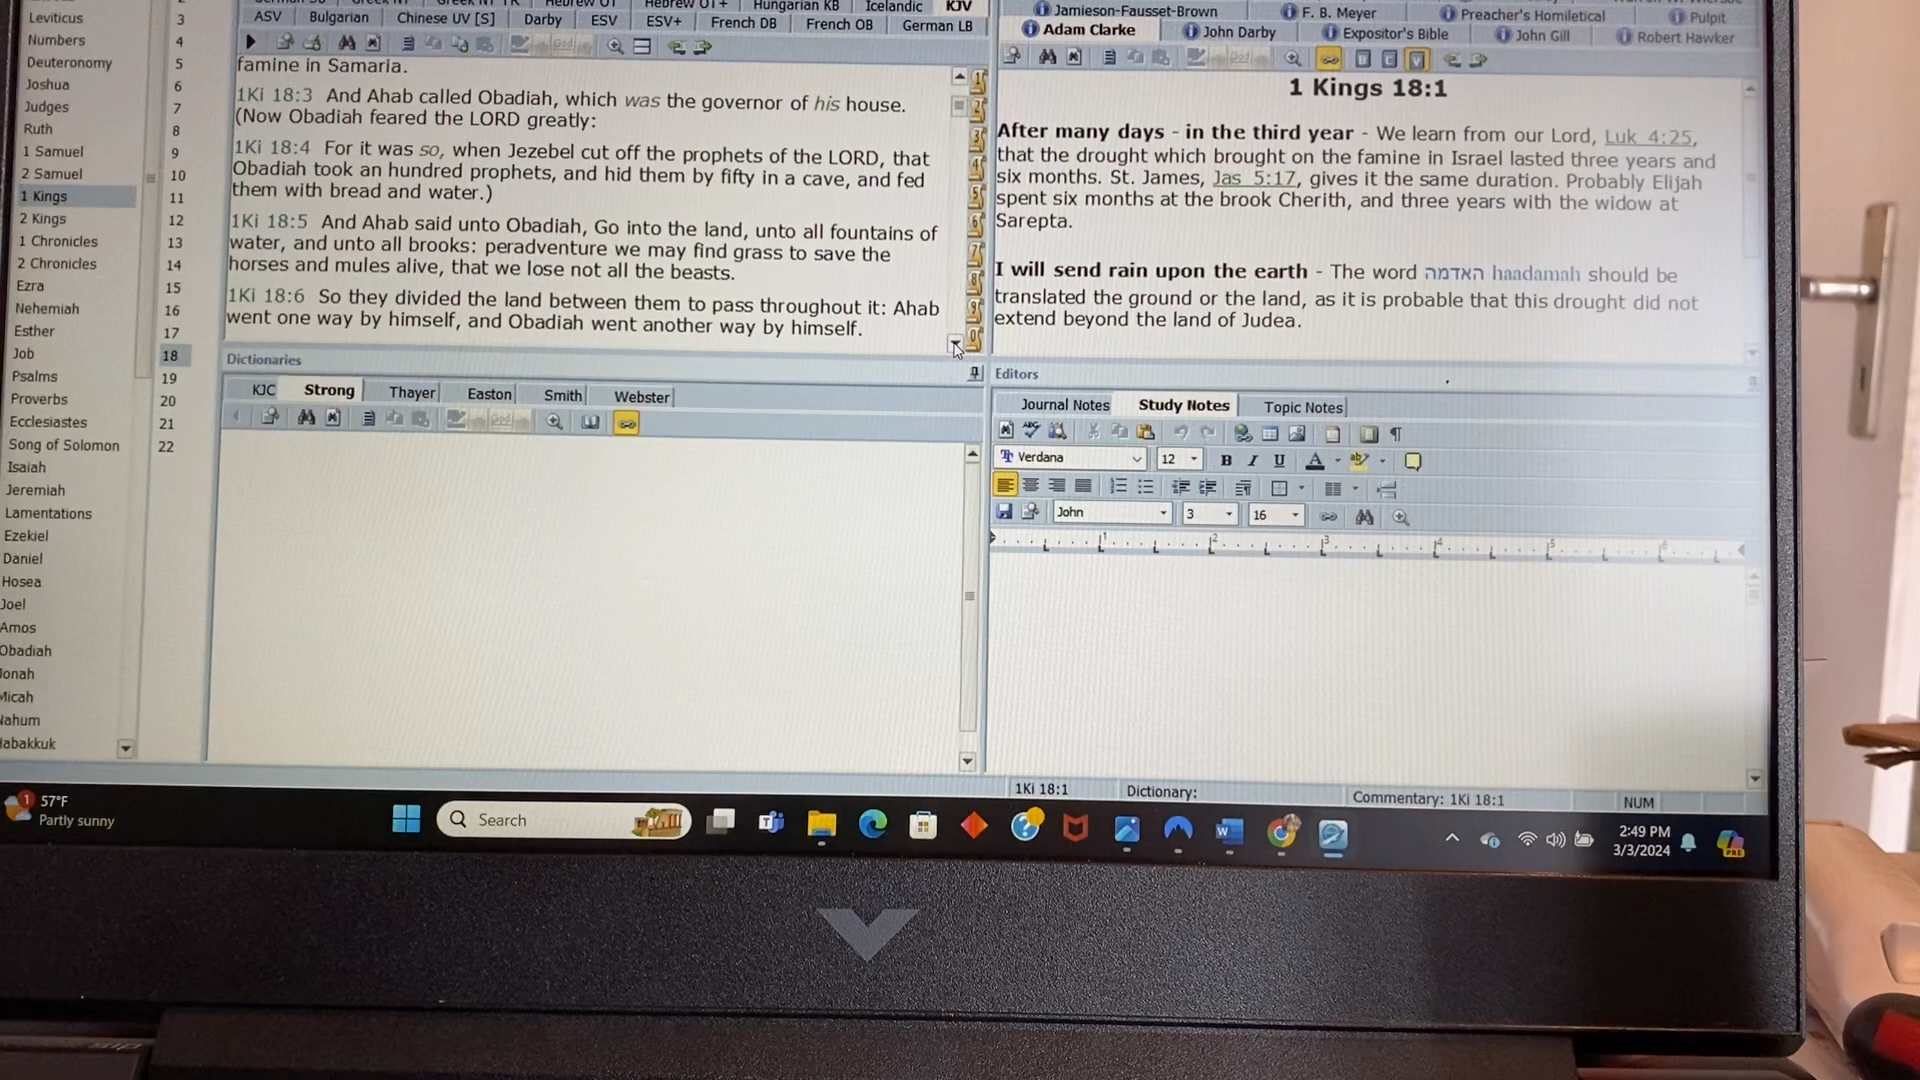 Leviticus
Numbers
Deuteronomy
Joshua
Judges
Ruth
1 Samuel
2 Samuel
1 Kings
2 Kings
1 Chronicles
2 Chronicles
Ezra
Nehemiah
Esther
Job
Psalms
Proverbs
Ecclesiastes
Song of Solomon
Isaiah
Jeremiah
Lamentations
Ezekiel
Daniel
Hosea
Joel
Amos
Obadiah
Jonah
Micah
Nahum
Habakkuk
3
4
5
6
7
8
9
10
11
12
13
14
15
16
17
18
19
20
21
22
Hungarian KB Icelandic KJV
ASV Bulgarian Chinese UV [S] Darby ESV ESV+ French DB French OB German LB
famine in Samaria.
1Ki 18:3 And Ahab called Obadiah, which was the governor of his house.
(Now Obadiah feared the LORD greatly:
1Ki 18:4 For it was so, when Jezebel cut off the prophets of the LORD, that
Obadiah took an hundred prophets, and hid them by fifty in a cave, and fed
them with bread and water.)
1Ki 18:5 And Ahab said unto Obadiah, Go into the land, unto all fountains of
water, and unto all brooks: peradventure we may find grass to save the
horses and mules alive, that we lose not all the beasts.
1Ki 18:6 So they divided the land between them to pass throughout it: Ahab
went one way by himself, and Obadiah went another way by himself.
Jamieson-Fausset-Brown F. B. Meyer Preacher's Homiletical Pulpit
Adam Clarke John Darby Expositor's Bible John Gill Robert Hawker
1 Kings 18:1
After many days - in the third year - We learn from our Lord, Luk 4:25,
that the drought which brought on the famine in Israel lasted three years and
six months. St. James, Jas 5:17, gives it the same duration. Probably Elijah
spent six months at the brook Cherith, and three years with the widow at
Sarepta.
I will send rain upon the earth - The word האדמה haadamah should be
translated the ground or the land, as it is probable that this drought did not
extend beyond the land of Judea.
Dictionaries
KJC Strong Thayer Easton Smith Webster
Editors
Journal Notes Study Notes Topic Notes
Verdana 12 B I U A ab
John 3 16
1 2 3 4 5 6
1Ki 18:1 Dictionary: Commentary: 1Ki 18:1 NUM
1
57°F
Partly sunny
Search
2:49 PM
3/3/2024
PRE